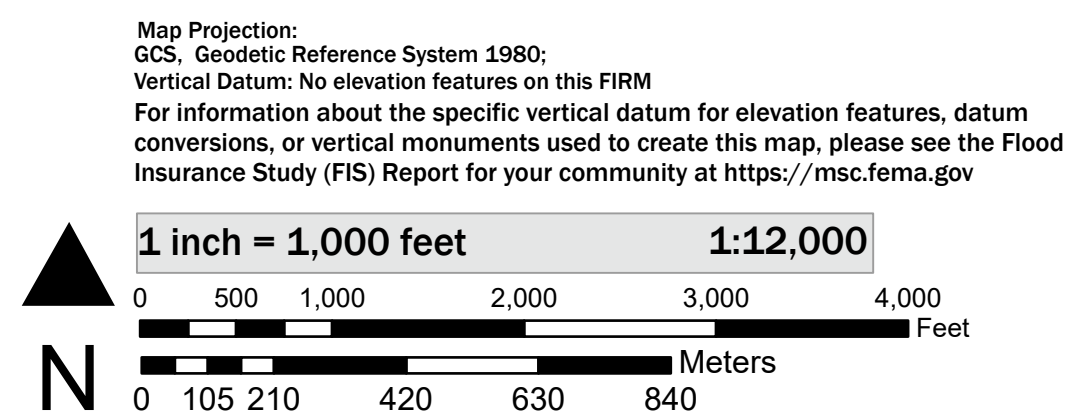 Map Projection:
GCS, Geodetic Reference System 1980;
Vertical Datum: No elevation features on this FIRM
For information about the specific vertical datum for elevation features, datum
conversions, or vertical monuments used to create this map, please see the Flood
Insurance Study (FIS) Report for your community at https://msc.fema.gov
1 inch = 1,000 feet 1:12,000
0 500 1,000 2,000 3,000 4,000
Feet
Meters
N
0 105 210 420 630 840